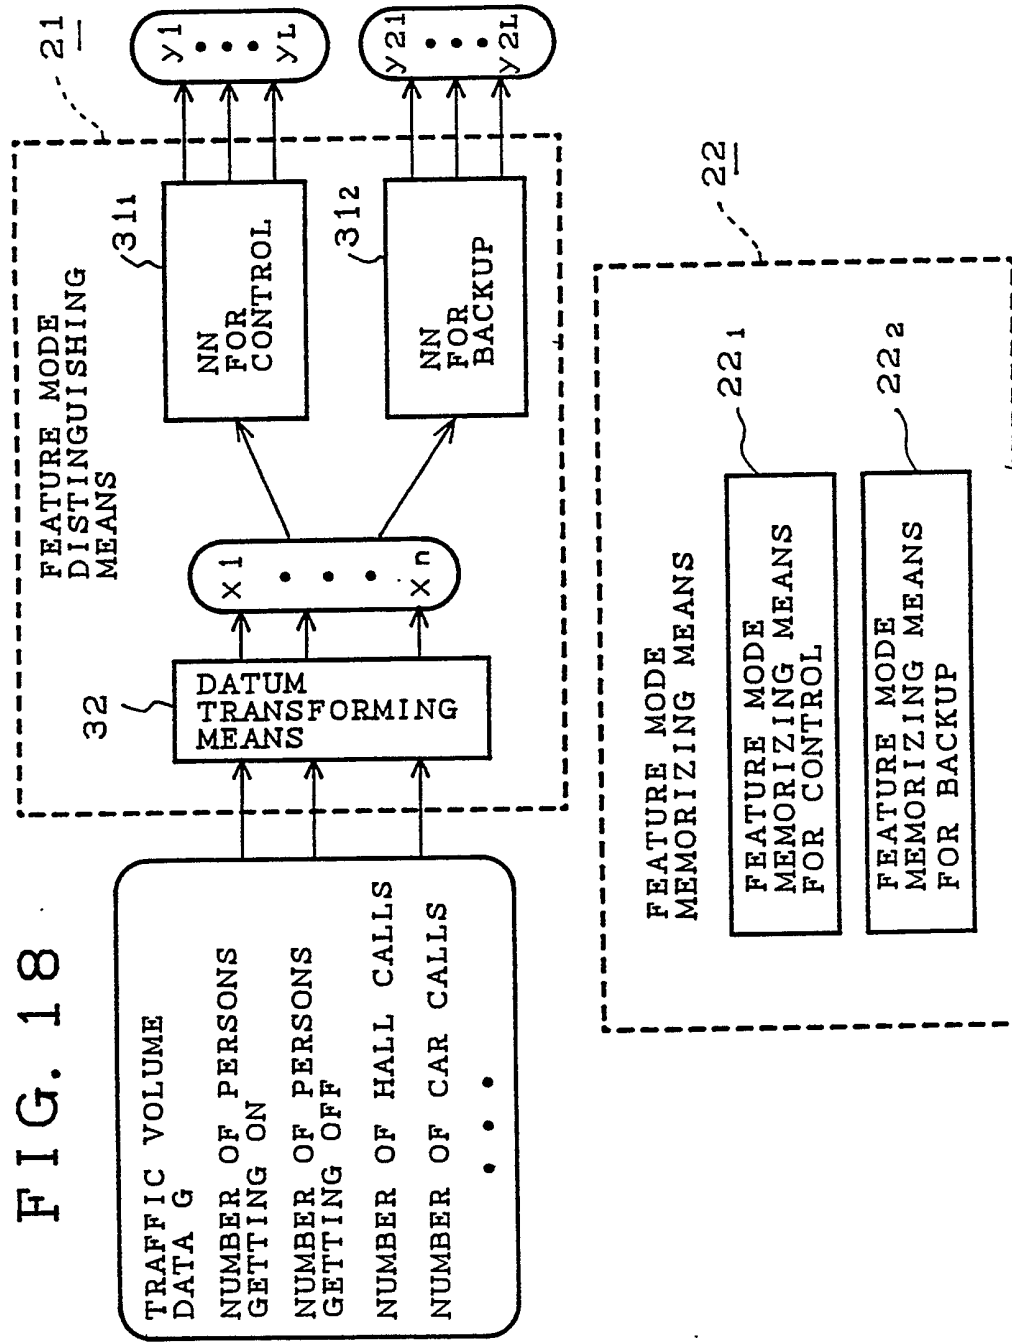 FIG. 18
TRAFFIC VOLUME
DATA G
NUMBER OF PERSONS
GETTING ON
NUMBER OF PERSONS
GETTING OFF
NUMBER OF HALL CALLS
NUMBER OF CAR CALLS
• • •
32
DATUM
TRANSFORMING
MEANS
FEATURE MODE
DISTINGUISHING
MEANS
21
x1
• • •
xn
311
NN
FOR
CONTROL
312
NN
FOR
BACKUP
y1
• • •
yL
y21
• • •
y2L
22
FEATURE MODE
MEMORIZING MEANS
221
FEATURE MODE
MEMORIZING MEANS
FOR CONTROL
222
FEATURE MODE
MEMORIZING MEANS
FOR BACKUP